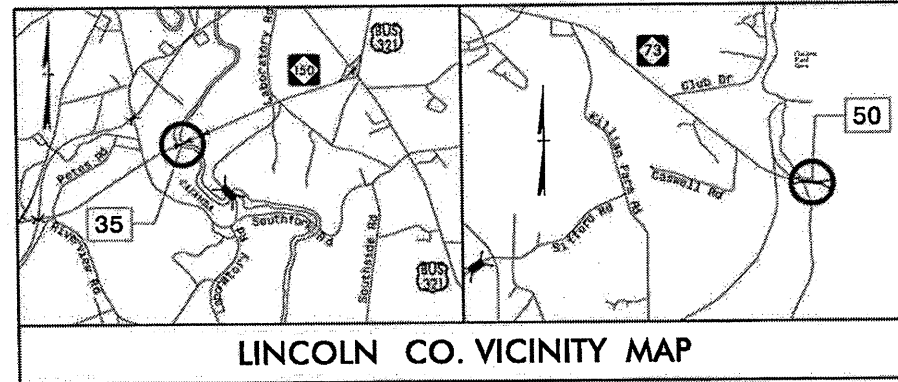 BUS
321
150
Laboratory Rd
Petes Rd
35
Riverview Rd
Southfork Rd
Laboratory Rd
Southside Rd
BUS
321
73
Club Dr
50
Killian Farm Rd
Caswell Rd
Sifford Rd
LINCOLN CO. VICINITY MAP